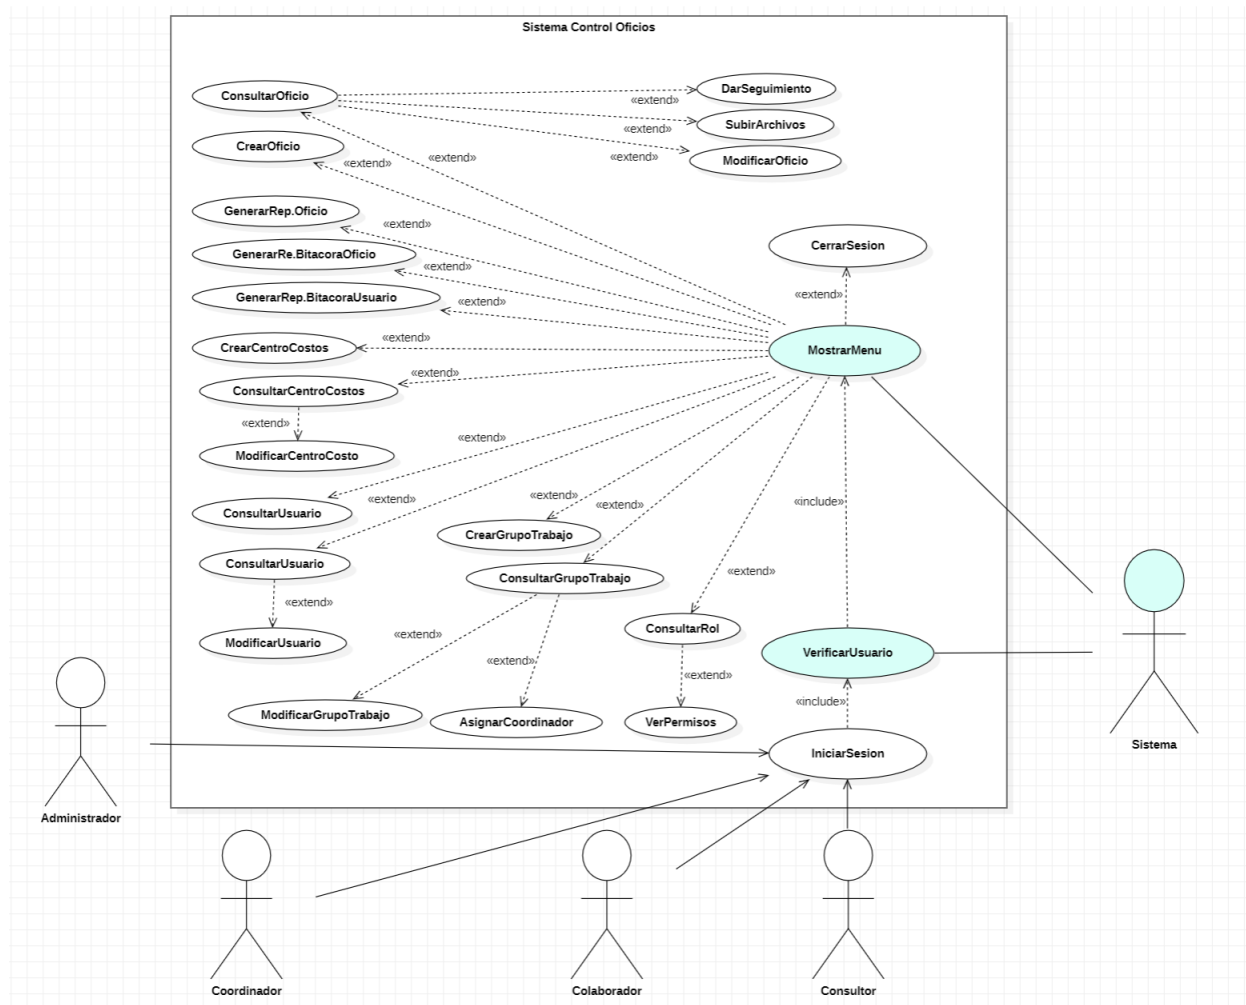 Sistema Control Oficios
ConsultarOficio
DarSeguimiento
«extend»
SubirArchivos
«extend»
CrearOficio
«extend»
«extend»
ModificarOficio
«extend»
GenerarRep.Oficio
«extend»
CerrarSesion
GenerarRe.BitacoraOficio
«extend»
GenerarRep.BitacoraUsuario
«extend»
«extend»
CrearCentroCostos
«extend»
MostrarMenu
ConsultarCentroCostos
«extend»
«extend»
ModificarCentroCosto
«extend»
ConsultarUsuario
«extend»
«extend»
«extend»
«include»
CrearGrupoTrabajo
ConsultarUsuario
ConsultarGrupoTrabajo
«extend»
«extend»
ModificarUsuario
«extend»
ConsultarRol
VerificarUsuario
«extend»
«extend»
«include»
ModificarGrupoTrabajo
AsignarCoordinador
VerPermisos
Sistema
IniciarSesion
Administrador
Coordinador
Colaborador
Consultor